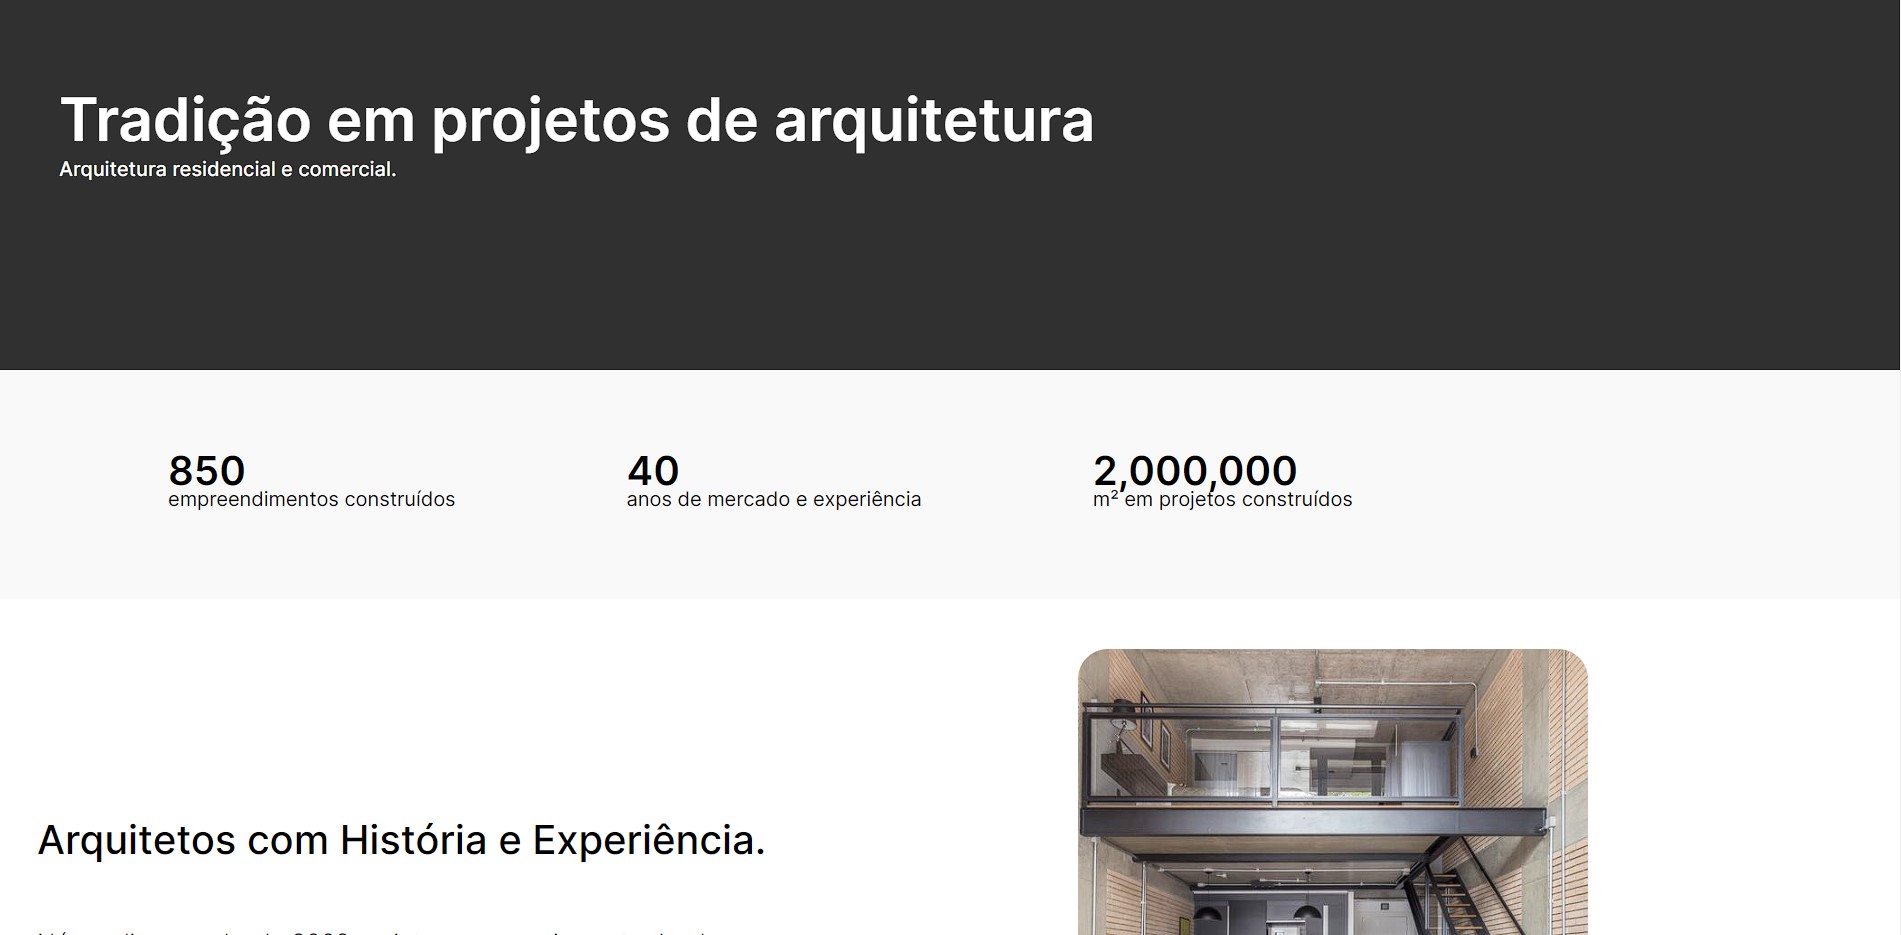 Tradição em projetos de arquitetura
Arquitetura residencial e comercial.
850
empreendimentos construídos
40
anos de mercado e experiência
2,000,000
m² em projetos construídos
Arquitetos com História e Experiência.